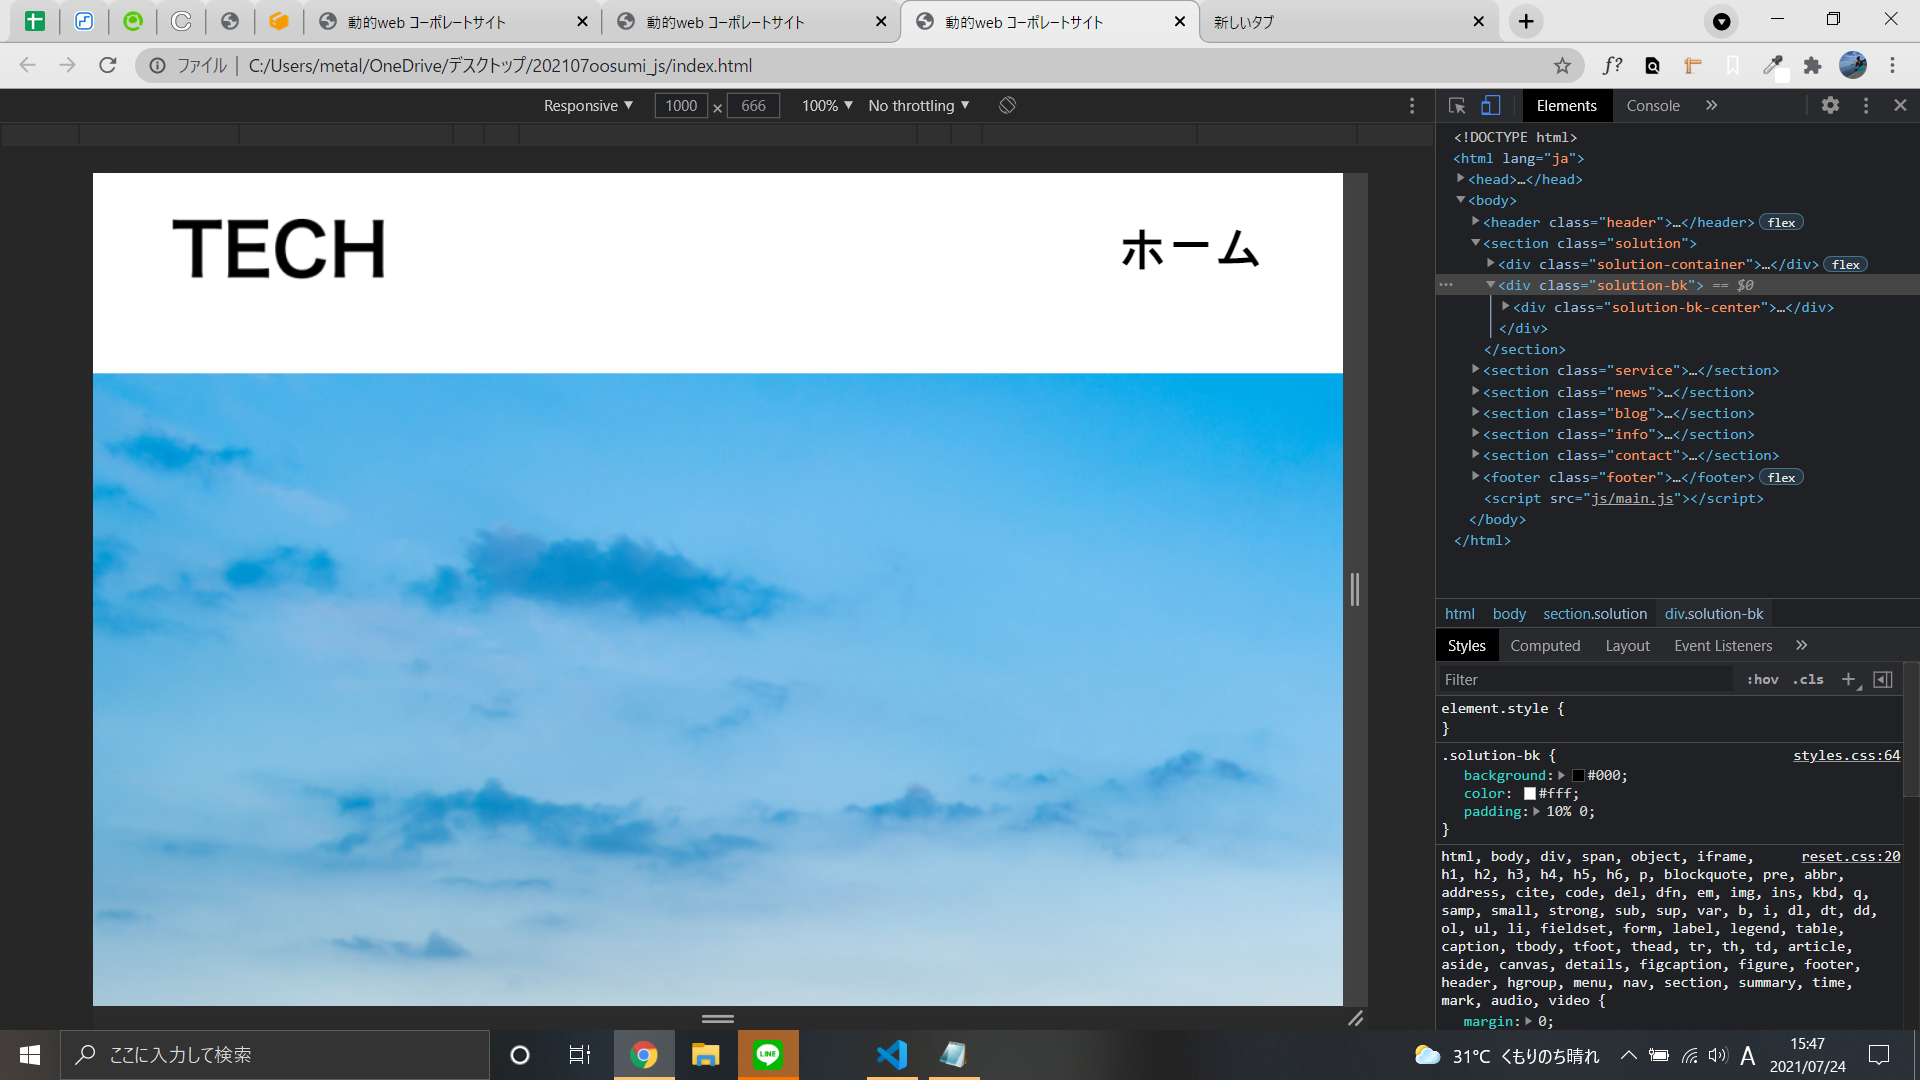 動的web コーポレートサイト
動的web コーポレートサイト
動的web コーポレートサイト
新しいタブ
ファイル | C:/Users/metal/OneDrive/デスクトップ/202107oosumi_js/index.html
f?
Responsive ▼ 1000 × 666 100% ▼ No throttling ▼
Elements Console »
TECH
ホーム
<!DOCTYPE html>
<html lang="ja">
<head>…</head>
<body>
<header class="header">…</header> flex
<section class="solution">
<div class="solution-container">…</div> flex
<div class="solution-bk"> == $0
<div class="solution-bk-center">…</div>
</div>
</section>
<section class="service">…</section>
<section class="news">…</section>
<section class="blog">…</section>
<section class="info">…</section>
<section class="contact">…</section>
<footer class="footer">…</footer> flex
<script src="js/main.js"></script>
</body>
</html>
html body section.solution div.solution-bk
Styles Computed Layout Event Listeners »
Filter :hov .cls +
element.style {
}
.solution-bk { styles.css:64
background: #000;
color: #fff;
padding: 10% 0;
}
html, body, div, span, object, iframe, reset.css:20
h1, h2, h3, h4, h5, h6, p, blockquote, pre, abbr,
address, cite, code, del, dfn, em, img, ins, kbd, q,
samp, small, strong, sub, sup, var, b, i, dl, dt, dd,
ol, ul, li, fieldset, form, label, legend, table,
caption, tbody, tfoot, thead, tr, th, td, article,
aside, canvas, details, figcaption, figure, footer,
header, hgroup, menu, nav, section, summary, time,
mark, audio, video {
margin: 0;
ここに入力して検索
LINE
31°C くもりのち晴れ
A
15:47
2021/07/24